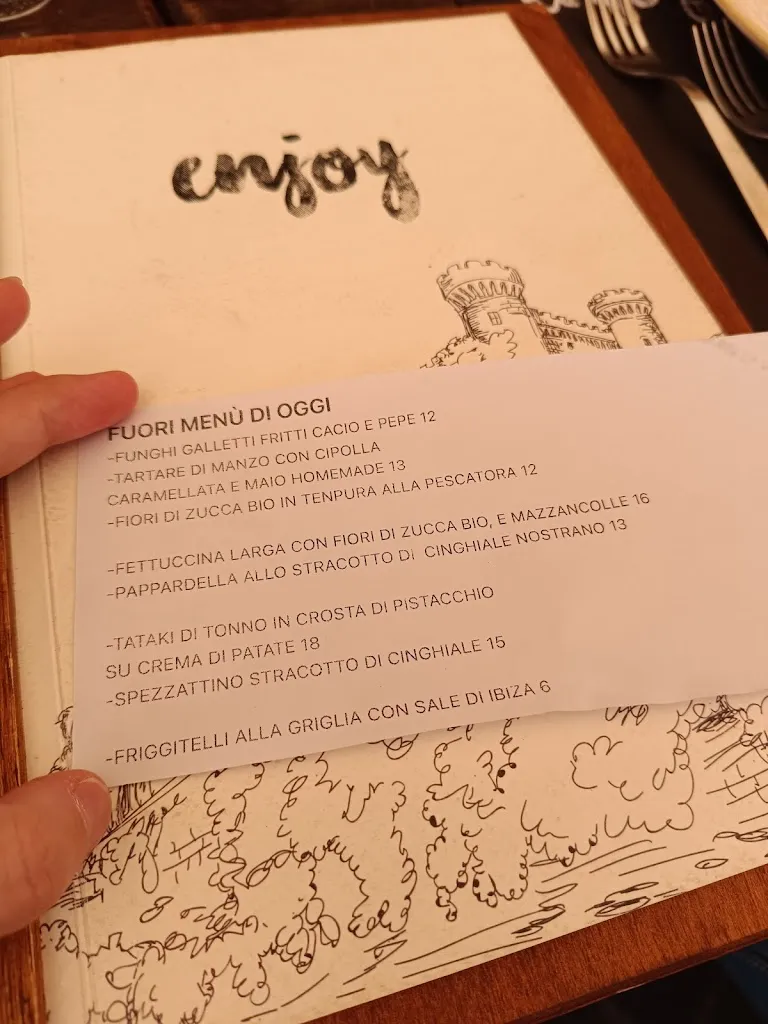 enjoy
FUORI MENÙ DI OGGI
-FUNGHI GALLETTI FRITTI CACIO E PEPE 12
-TARTARE DI MANZO CON CIPOLLA
CARAMELLATA E MAIO HOMEMADE 13
-FIORI DI ZUCCA BIO IN TENPURA ALLA PESCATORA 12
-FETTUCCINA LARGA CON FIORI DI ZUCCA BIO, E MAZZANCOLLE 16
-PAPPARDELLA ALLO STRACOTTO DI CINGHIALE NOSTRANO 13
-TATAKI DI TONNO IN CROSTA DI PISTACCHIO
SU CREMA DI PATATE 18
-SPEZZATTINO STRACOTTO DI CINGHIALE 15
-FRIGGITELLI ALLA GRIGLIA CON SALE DI IBIZA 6